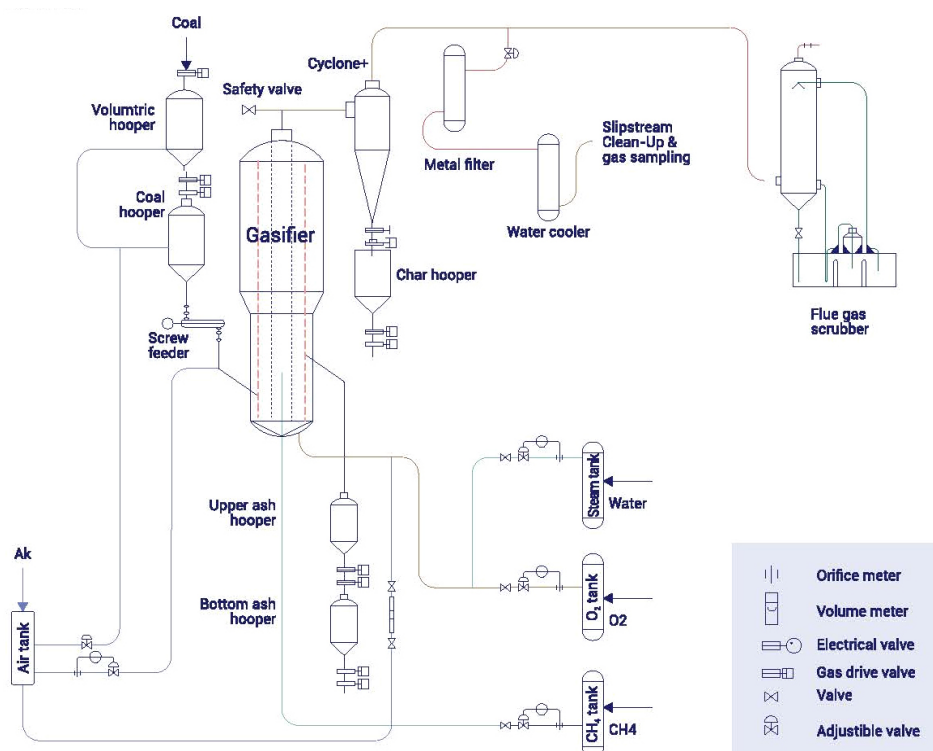 Coal
Cyclone+
Safety valve
Volumtric
hooper
Coal
hooper
Gasifier
Metal filter
Slipstream
Clean-Up &
gas sampling
Water cooler
Char hooper
Flue gas
scrubber
Screw
feeder
Steam tank
Water
Upper ash
hooper
Ak
Air tank
Bottom ash
hooper
O₂ tank
O2
CH₄ tank
CH4
Orifice meter
Volume meter
Electrical valve
Gas drive valve
Valve
Adjustible valve